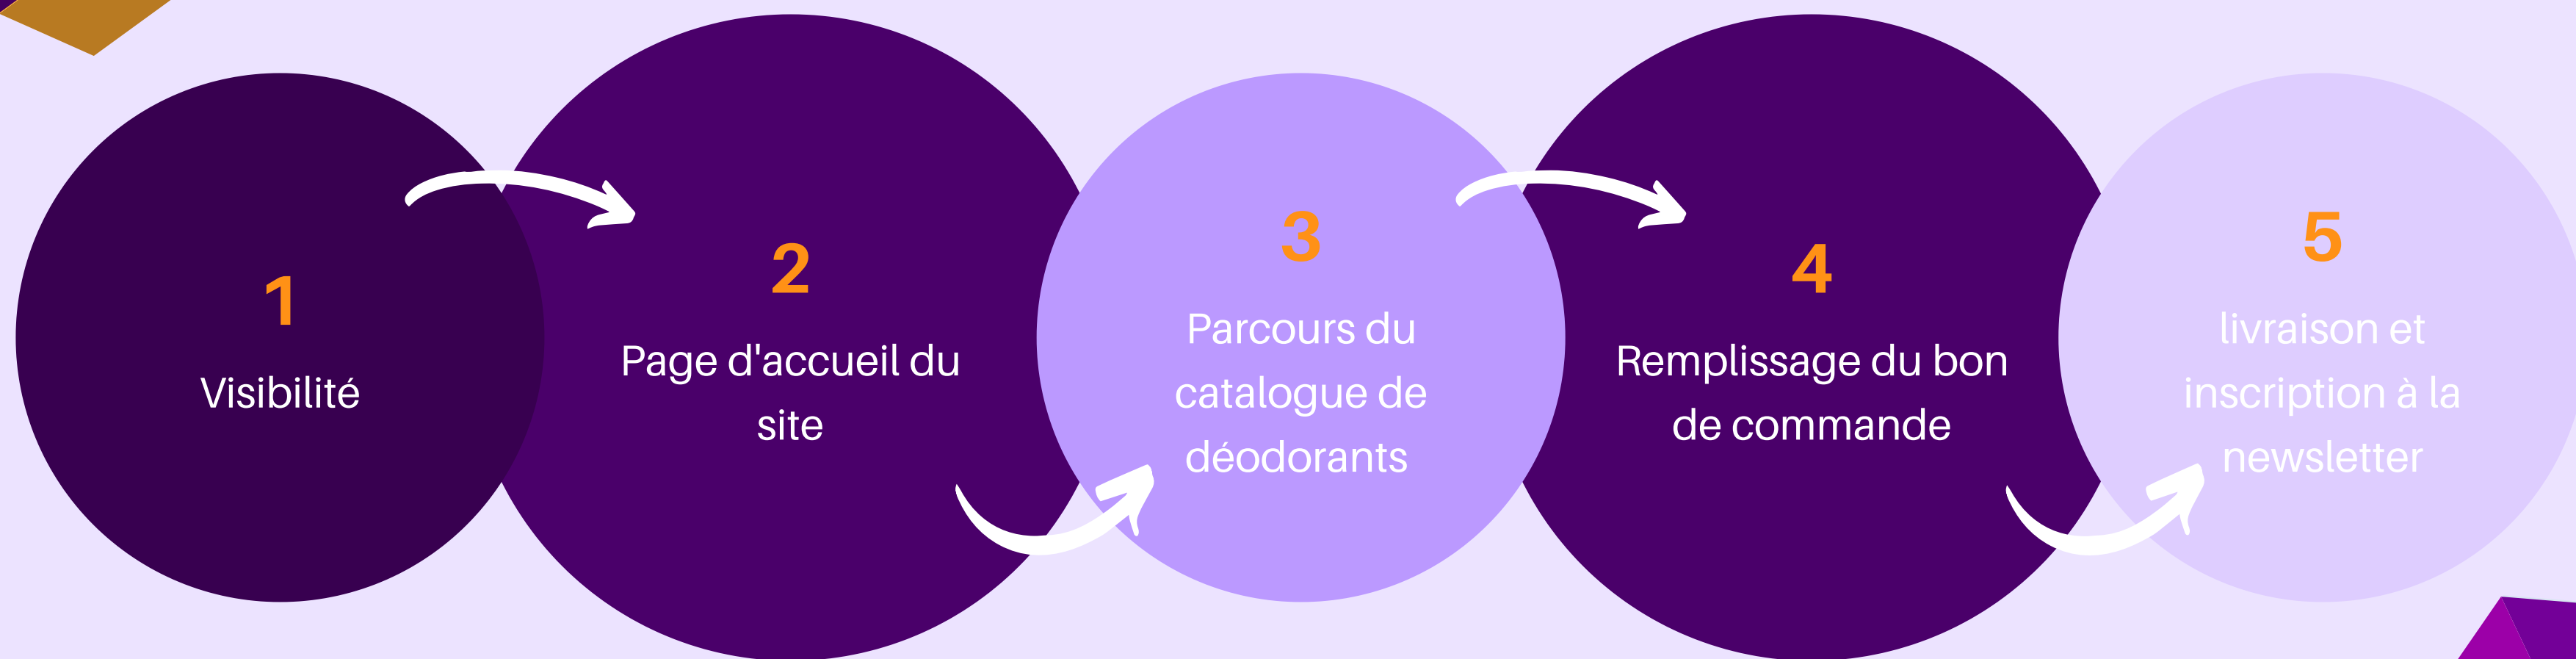 1
Visibilité
2
Page d'accueil du
site
3
Parcours du
catalogue de
déodorants
4
Remplissage du bon
de commande
5
livraison et
inscription à la
newsletter